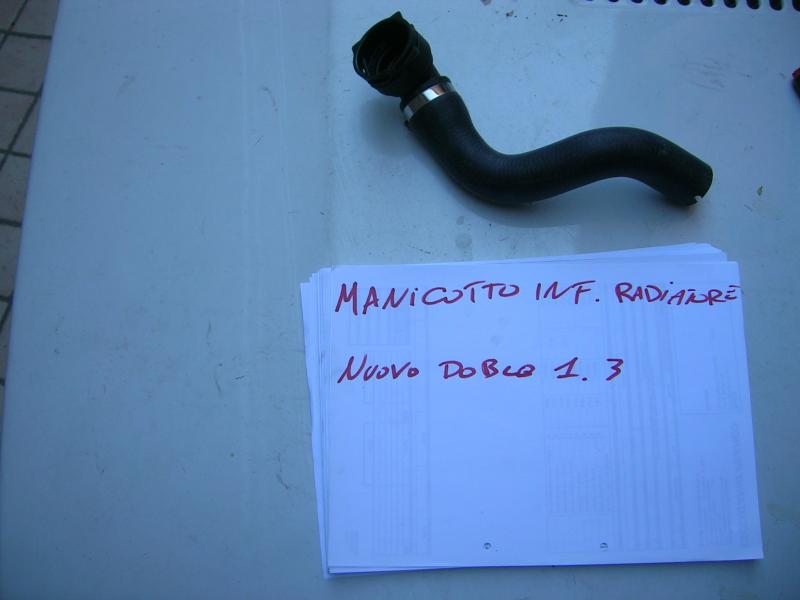 MANICOTTO INF. RADIATORE
NUOVO DOBLO 1.3